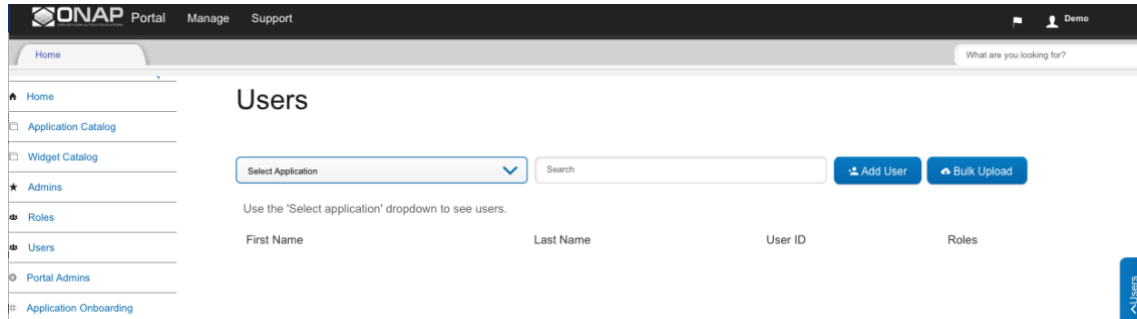 ONAP Portal Manage Support Demo
Home What are you looking for?
Home
Application Catalog
Widget Catalog
Admins
Roles
Users
Portal Admins
Application Onboarding
Users
Select Application Search Add User Bulk Upload
Use the 'Select application' dropdown to see users.
First Name Last Name User ID Roles
Users